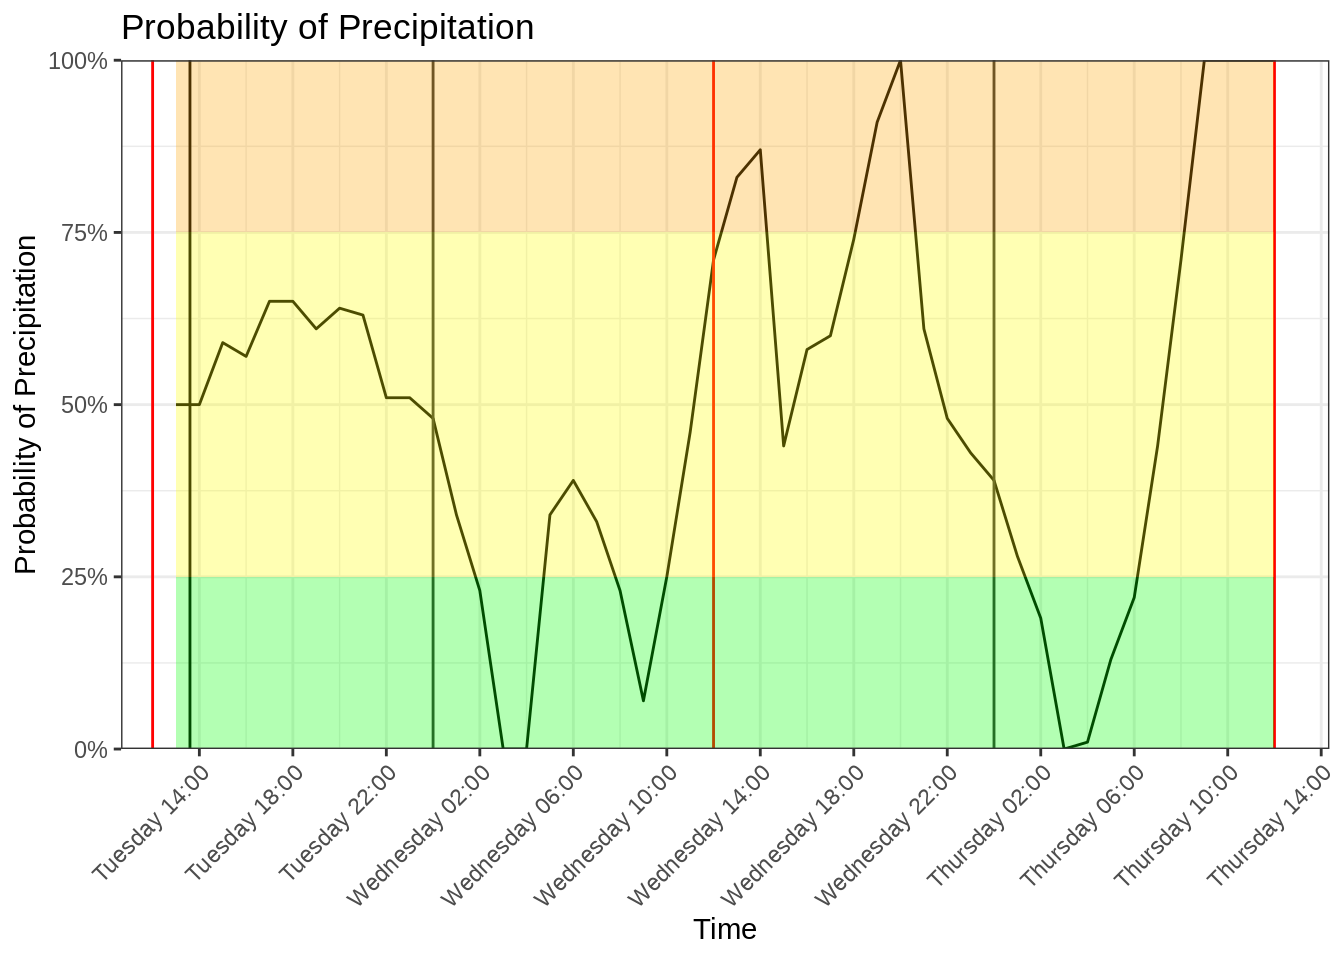 Probability of Precipitation
Probability of Precipitation
100%
75%
50%
25%
0%
Tuesday 14:00
Tuesday 18:00
Tuesday 22:00
Wednesday 02:00
Wednesday 06:00
Wednesday 10:00
Wednesday 14:00
Wednesday 18:00
Wednesday 22:00
Thursday 02:00
Thursday 06:00
Thursday 10:00
Thursday 14:00
Time